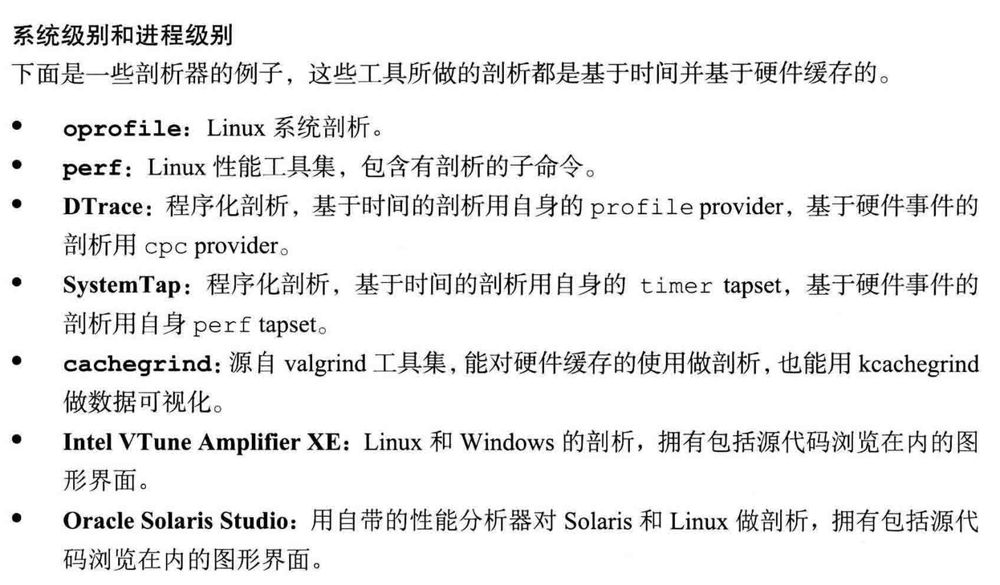 系统级别和进程级别
下面是一些剖析器的例子，这些工具所做的剖析都是基于时间并基于硬件缓存的。
● oprofile：Linux 系统剖析。
● perf：Linux 性能工具集，包含有剖析的子命令。
● DTrace：程序化剖析，基于时间的剖析用自身的 profile provider，基于硬件事件的
剖析用 cpc provider。
● SystemTap：程序化剖析，基于时间的剖析用自身的 timer tapset，基于硬件事件的
剖析用自身 perf tapset。
● cachegrind：源自 valgrind 工具集，能对硬件缓存的使用做剖析，也能用 kcachegrind
做数据可视化。
● Intel VTune Amplifier XE：Linux 和 Windows 的剖析，拥有包括源代码浏览在内的图
形界面。
● Oracle Solaris Studio：用自带的性能分析器对 Solaris 和 Linux 做剖析，拥有包括源代
码浏览在内的图形界面。